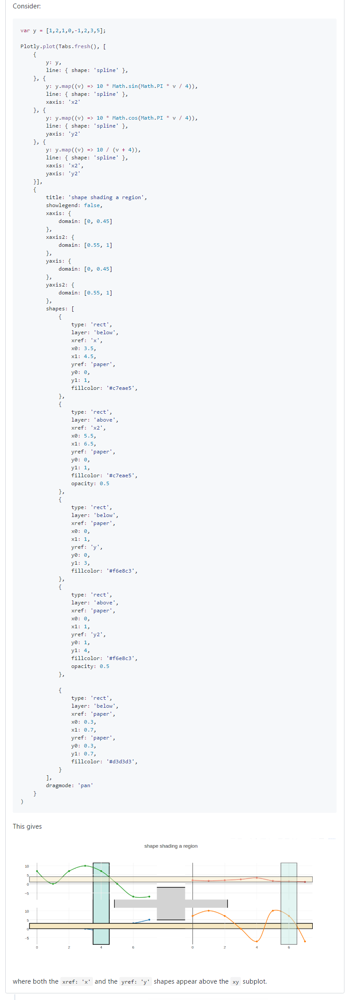 Consider:
var y = [1,2,1,0,-1,2,3,5];
Plotly.plot(Tabs.fresh(), [
{
y: y,
line: { shape: 'spline' },
}, {
y: y.map((v) => 10 * Math.sin(Math.PI * v / 4)),
line: { shape: 'spline' },
xaxis: 'x2'
}, {
y: y.map((v) => 10 * Math.cos(Math.PI * v / 4)),
line: { shape: 'spline' },
yaxis: 'y2'
}, {
y: y.map((v) => 10 / (v + 4)),
line: { shape: 'spline' },
xaxis: 'x2',
yaxis: 'y2'
}],
{
title: 'shape shading a region',
showlegend: false,
xaxis: {
domain: [0, 0.45]
},
xaxis2: {
domain: [0.55, 1]
},
yaxis: {
domain: [0, 0.45]
},
yaxis2: {
domain: [0.55, 1]
},
shapes: [
{
type: 'rect',
layer: 'below',
xref: 'x',
x0: 3.5,
x1: 4.5,
yref: 'paper',
y0: 0,
y1: 1,
fillcolor: '#c7eae5',
},
{
type: 'rect',
layer: 'above',
xref: 'x2',
x0: 5.5,
x1: 6.5,
yref: 'paper',
y0: 0,
y1: 1,
fillcolor: '#c7eae5',
opacity: 0.5
},
{
type: 'rect',
layer: 'below',
xref: 'paper',
x0: 0,
x1: 1,
yref: 'y',
y0: 0,
y1: 3,
fillcolor: '#f6e8c3',
},
{
type: 'rect',
layer: 'above',
xref: 'paper',
x0: 0,
x1: 1,
yref: 'y2',
y0: 1,
y1: 4,
fillcolor: '#f6e8c3',
opacity: 0.5
},
{
type: 'rect',
layer: 'below',
xref: 'paper',
x0: 0.3,
x1: 0.7,
yref: 'paper',
y0: 0.3,
y1: 0.7,
fillcolor: '#d3d3d3',
}
],
dragmode: 'pan'
}
)
This gives
shape shading a region
10
5
0
−5
10
5
0
−5
0 2 4 6 0 2 4 6
where both the xref: 'x' and the yref: 'y' shapes appear above the xy subplot.